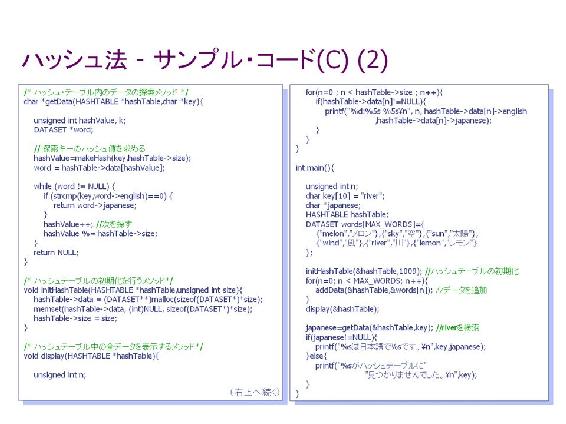 ハッシュ法 - サンプル・コード(C) (2)
/* ハッシュ・テーブル内のデータの探索メソッド */
char *getData(HASHTABLE *hashTable,char *key){
unsigned int hashValue, k;
DATASET *word;
// 探索キーのハッシュ値を求める
hashValue=makeHash(key,hashTable->size);
word = hashTable->data[hashValue];
while (word != NULL) {
if (strcmp(key,word->english)==0) {
return word->japanese;
}
hashValue++; //次を探す
hashValue %= hashTable->size;
}
return NULL;
}
/* ハッシュテーブルの初期化を行うメソッド*/
void initHashTable(HASHTABLE *hashTable,unsigned int size){
hashTable->data = (DATASET**)malloc(sizeof(DATASET*)*size);
memset(hashTable->data, (int)NULL, sizeof(DATASET*)*size);
hashTable->size = size;
}
/* ハッシュテーブル中の全データを表示するメソッド*/
void display(HASHTABLE *hashTable){
unsigned int n;
(右上へ続く)
for(n=0 ; n < hashTable->size ; n++){
if(hashTable->data[n]!=NULL){
printf("%d:%5s %5s¥n", n, hashTable->data[n]->english
,hashTable->data[n]->japanese);
}
}
}
int main(){
unsigned int n;
char key[10] = "river";
char *japanese;
HASHTABLE hashTable;
DATASET words[MAX_WORDS]={
{"melon","メロン"},{"sky","空"},{"sun","太陽"},
{"wind","風"},{"river","川"},{"lemon","レモン"}
};
initHashTable(&hashTable,1009); //ハッシュテーブルの初期化
for(n=0; n < MAX_WORDS; n++){
addData(&hashTable,&words[n]); //データを追加
}
display(&hashTable);
japanese=getData(&hashTable,key); //riverを検索
if(japanese!=NULL){
printf("%sは日本語で%sです。¥n",key,japanese);
}else{
printf("%sがハッシュテーブルに"
"見つかりませんでした。¥n",key);
}
}